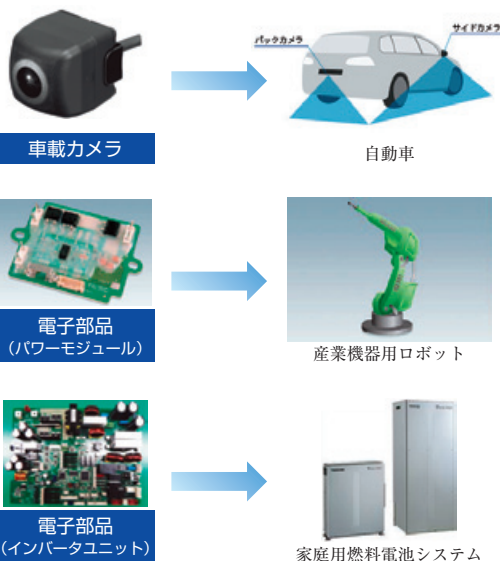 バックカメラ
サイドカメラ
車載カメラ
自動車
電子部品
(パワーモジュール)
産業機器用ロボット
電子部品
(インバータユニット)
家庭用燃料電池システム